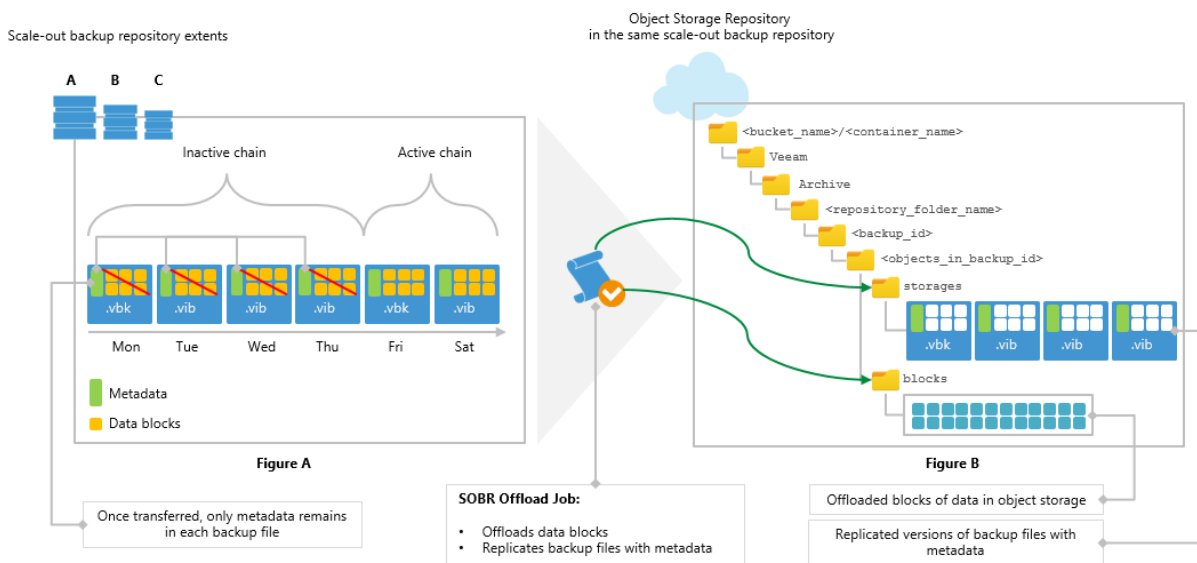 Scale-out backup repository extents
A
B
C
Inactive chain
Active chain
.vbk
.vib
.vib
.vib
.vbk
.vib
Mon
Tue
Wed
Thu
Fri
Sat
Metadata
Data blocks
Figure A
Once transferred, only metadata remains
in each backup file
SOBR Offload Job:
• Offloads data blocks
• Replicates backup files with metadata
Object Storage Repository
in the same scale-out backup repository
<bucket_name>/<container_name>
Veeam
Archive
<repository_folder_name>
<backup_id>
<objects_in_backup_id>
storages
.vbk
.vib
.vib
.vib
blocks
Figure B
Offloaded blocks of data in object storage
Replicated versions of backup files with
metadata